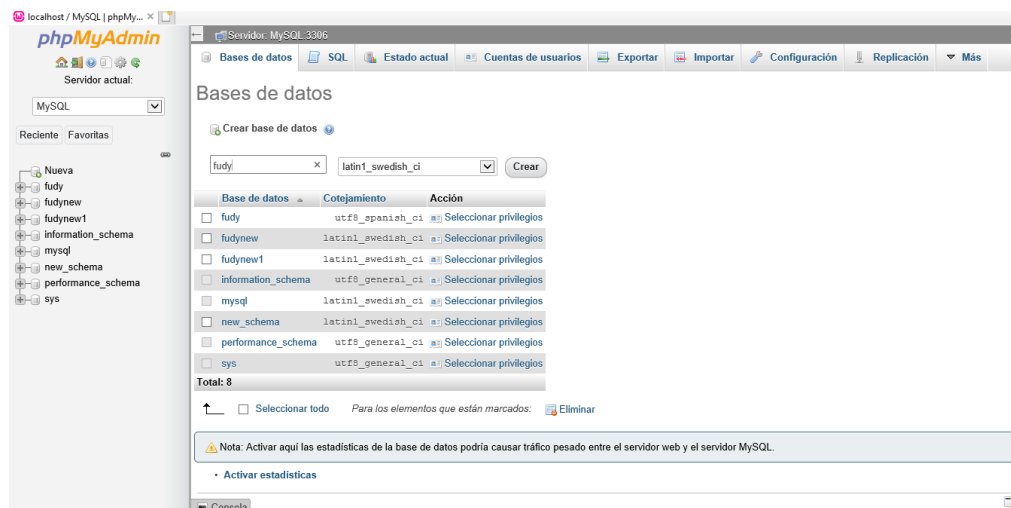 localhost / MySQL | phpMy...
phpMyAdmin
Servidor actual:
MySQL
Reciente Favoritas
Nueva
fudy
fudynew
fudynew1
information_schema
mysql
new_schema
performance_schema
sys
Servidor: MySQL:3306
Bases de datos SQL Estado actual Cuentas de usuarios Exportar Importar Configuración Replicación Más
Bases de datos
Crear base de datos
fudy latin1_swedish_ci Crear
Base de datos Cotejamiento Acción
fudy utf8_spanish_ci Seleccionar privilegios
fudynew latin1_swedish_ci Seleccionar privilegios
fudynew1 latin1_swedish_ci Seleccionar privilegios
information_schema utf8_general_ci Seleccionar privilegios
mysql latin1_swedish_ci Seleccionar privilegios
new_schema latin1_swedish_ci Seleccionar privilegios
performance_schema utf8_general_ci Seleccionar privilegios
sys utf8_general_ci Seleccionar privilegios
Total: 8
Seleccionar todo Para los elementos que están marcados: Eliminar
Nota: Activar aquí las estadísticas de la base de datos podría causar tráfico pesado entre el servidor web y el servidor MySQL.
• Activar estadísticas
Consola